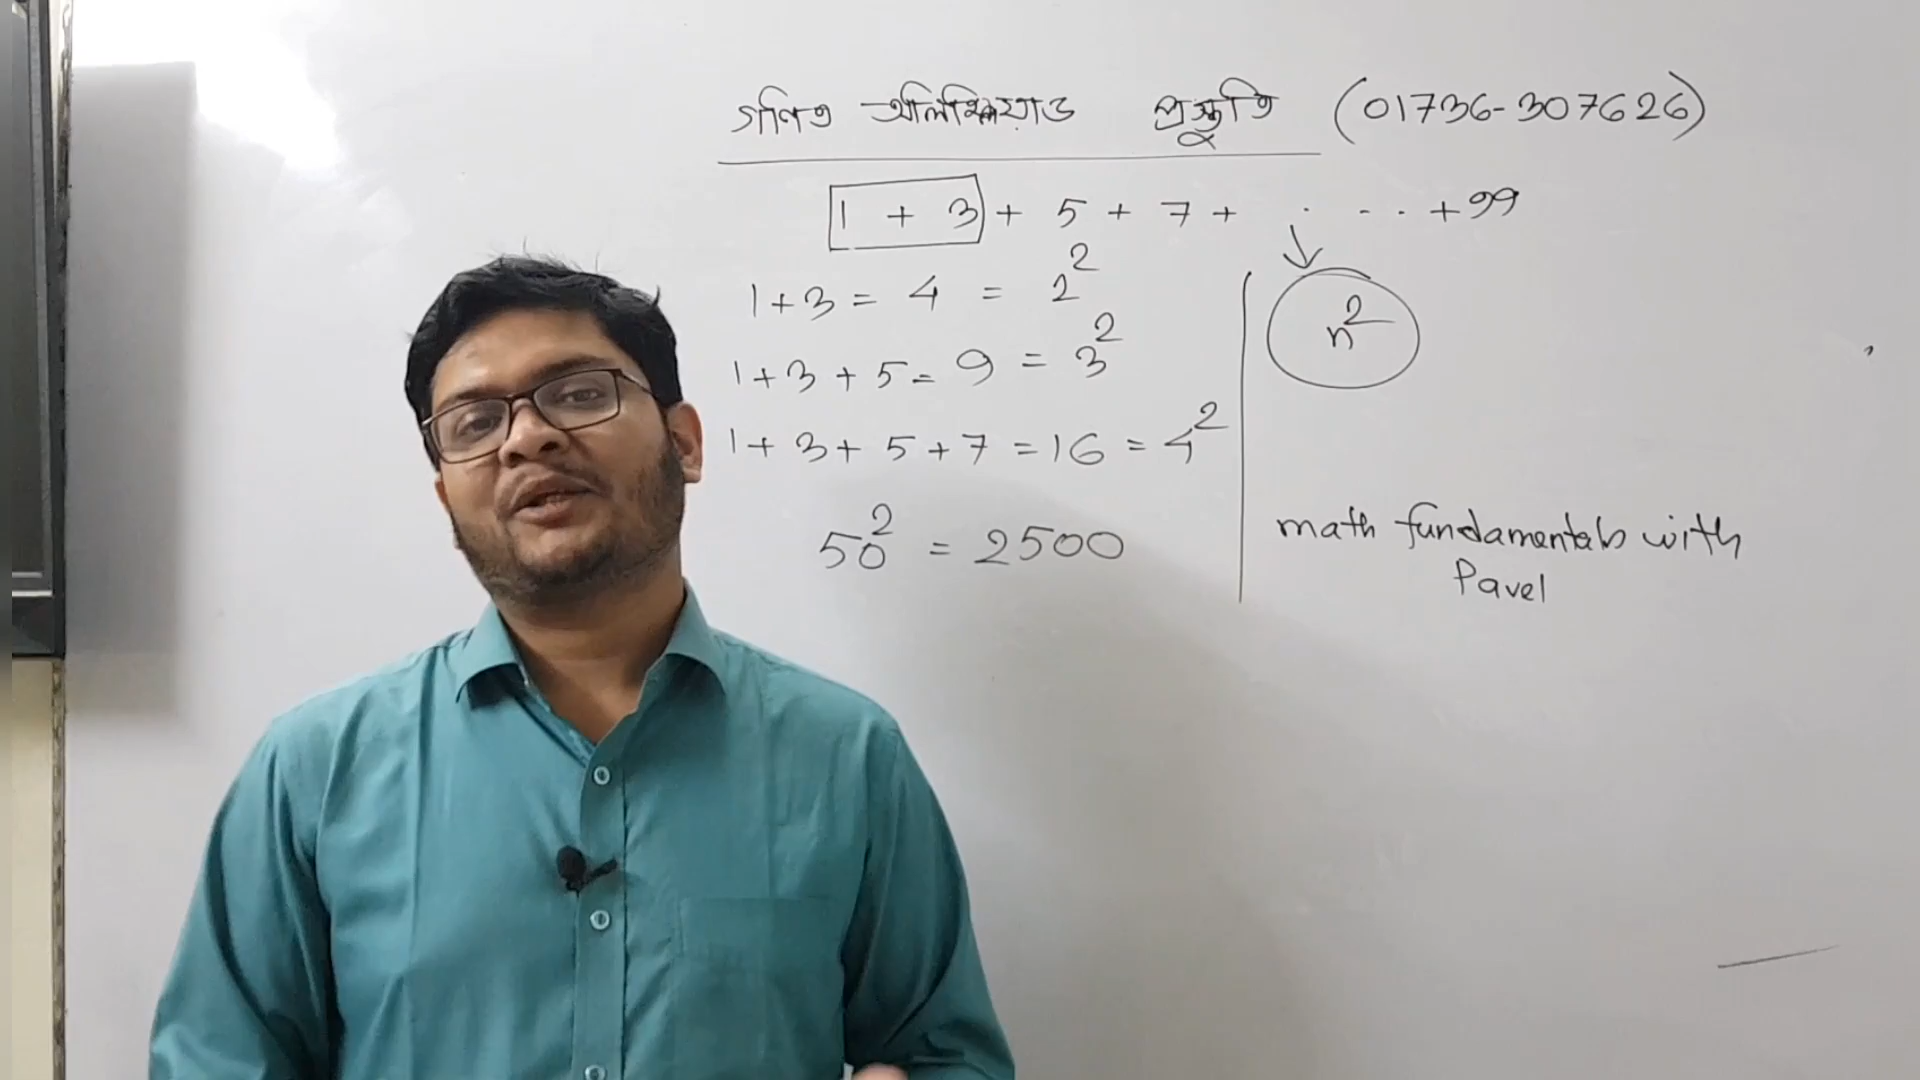 গনিত অলিম্পিয়াড প্রস্তুতি (01736-307626)
1 + 3 + 5 + 7 + . - . . + 99
1+3 = 4 = 2²
1+3+5 = 9 = 3²
1+3+5+7 = 16 = 4²
50² = 2500
n²
math fundamentals with
Pavel